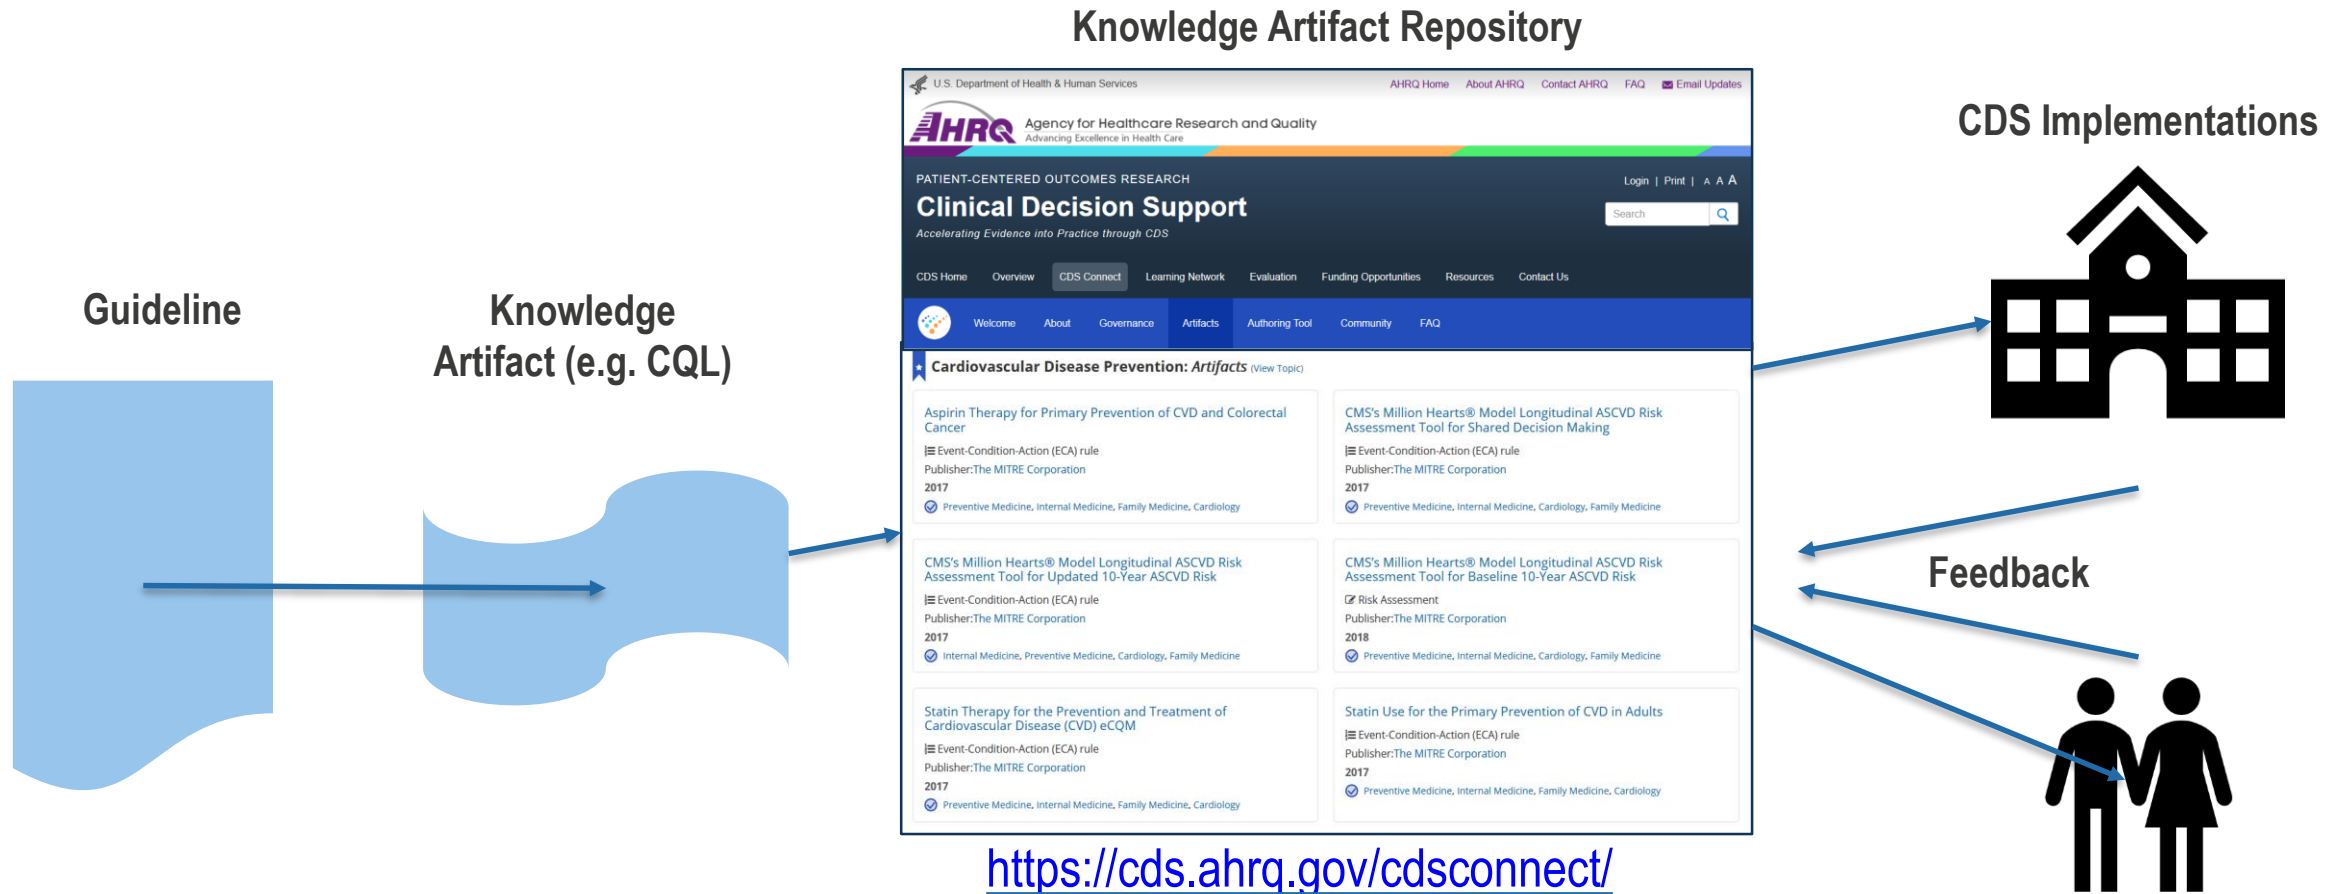 Knowledge Artifact Repository
U.S. Department of Health & Human Services
AHRQ Home About AHRQ Contact AHRQ FAQ Email Updates
AHRQ
Agency for Healthcare Research and Quality
Advancing Excellence in Health Care
PATIENT-CENTERED OUTCOMES RESEARCH
Login | Print | A A A
Clinical Decision Support
Search
Accelerating Evidence into Practice through CDS
CDS Home Overview CDS Connect Learning Network Evaluation Funding Opportunities Resources Contact Us
Welcome About Governance Artifacts Authoring Tool Community FAQ
Cardiovascular Disease Prevention: Artifacts (View Topic)
Aspirin Therapy for Primary Prevention of CVD and Colorectal
Cancer
Event-Condition-Action (ECA) rule
Publisher:The MITRE Corporation
2017
Preventive Medicine, Internal Medicine, Family Medicine, Cardiology
CMS's Million Hearts® Model Longitudinal ASCVD Risk
Assessment Tool for Shared Decision Making
Event-Condition-Action (ECA) rule
Publisher:The MITRE Corporation
2017
Preventive Medicine, Internal Medicine, Cardiology, Family Medicine
CMS's Million Hearts® Model Longitudinal ASCVD Risk
Assessment Tool for Updated 10-Year ASCVD Risk
Event-Condition-Action (ECA) rule
Publisher:The MITRE Corporation
2017
Internal Medicine, Preventive Medicine, Cardiology, Family Medicine
CMS's Million Hearts® Model Longitudinal ASCVD Risk
Assessment Tool for Baseline 10-Year ASCVD Risk
Risk Assessment
Publisher:The MITRE Corporation
2018
Preventive Medicine, Internal Medicine, Cardiology, Family Medicine
Statin Therapy for the Prevention and Treatment of
Cardiovascular Disease (CVD) eCQM
Event-Condition-Action (ECA) rule
Publisher:The MITRE Corporation
2017
Preventive Medicine, Internal Medicine, Family Medicine, Cardiology
Statin Use for the Primary Prevention of CVD in Adults
Event-Condition-Action (ECA) rule
Publisher:The MITRE Corporation
2017
Preventive Medicine, Internal Medicine, Family Medicine, Cardiology
https://cds.ahrq.gov/cdsconnect/
Guideline
Knowledge
Artifact (e.g. CQL)
CDS Implementations
Feedback